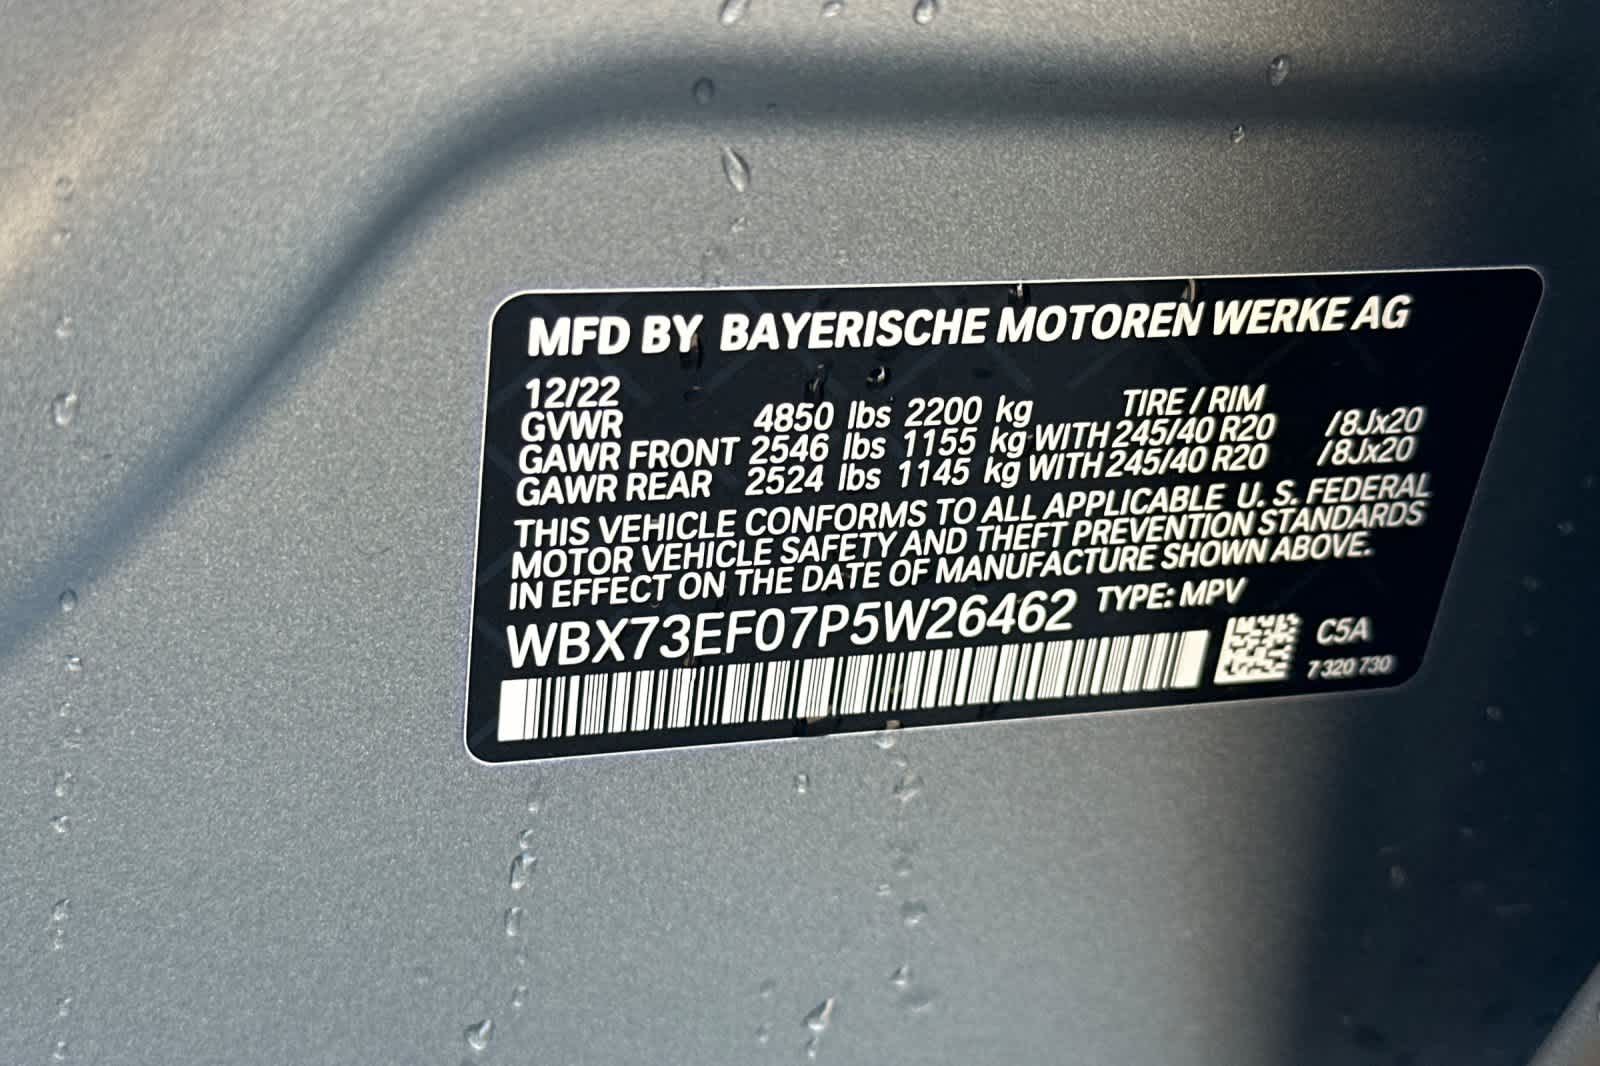 MFD BY BAYERISCHE MOTOREN WERKE AG
12/22
TIRE / RIM
GVWR 4850 lbs 2200 kg
GAWR FRONT 2546 lbs 1155 kg WITH 245/40 R20 /8Jx20
GAWR REAR 2524 lbs 1145 kg WITH 245/40 R20 /8Jx20
THIS VEHICLE CONFORMS TO ALL APPLICABLE U. S. FEDERAL
MOTOR VEHICLE SAFETY AND THEFT PREVENTION STANDARDS
IN EFFECT ON THE DATE OF MANUFACTURE SHOWN ABOVE.
WBX73EF07P5W26462 TYPE: MPV
C5A
7 320 730